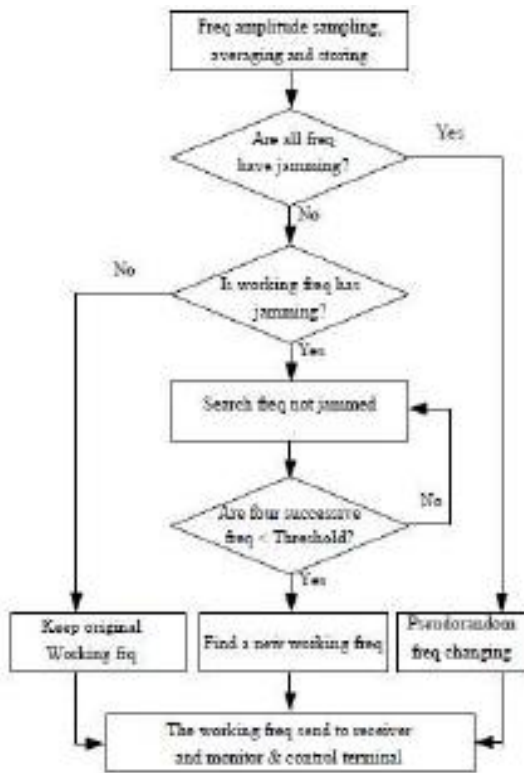 Freq amplitude sampling,
averaging and storing
Yes
Are all freq
have jamming?
No
No
Is working freq has
jamming?
Yes
Search freq not jammed
No
Are four successive
freq < Threshold?
Yes
Keep original
Working fiq
Find a new working freq
Pseudorandom
freq changing
The working freq send to receiver
and monitor & control terminal